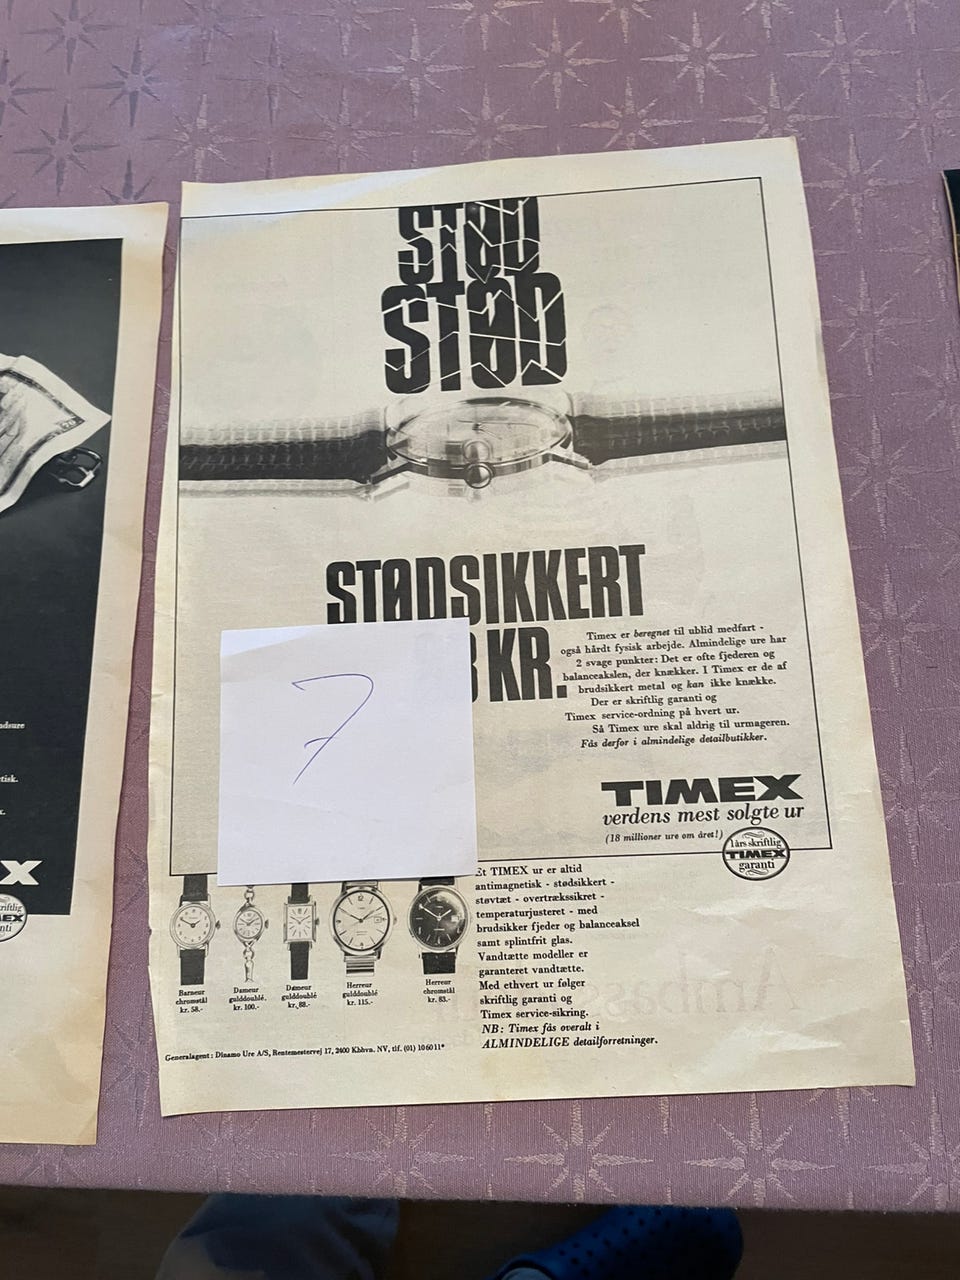 STØD
STØD
STØDSIKKERT
KR.
7
Timex er beregnet til ublid medfart -
også hårdt fysisk arbejde. Almindelige ure har
2 svage punkter: Det er ofte fjederen og
balanceakslen, der knækker. I Timex er de af
brudsikkert metal og kan ikke knække.
Der er skriftlig garanti og
Timex service-ordning på hvert ur.
Så Timex ure skal aldrig til urmageren.
Fås derfor i almindelige detailbutikker.
TIMEX
verdens mest solgte ur
(18 millioner ure om året!)
1 års skriftlig
TIMEX
garanti
Et TIMEX ur er altid
antimagnetisk - stødsikkert -
støvtæt - overtrækssikret -
temperaturjusteret - med
brudsikker fjeder og balanceaksel
samt splintfrit glas.
Vandtætte modeller er
garanteret vandtætte.
Med ethvert ur følger
skriftlig garanti og
Timex service-sikring.
NB: Timex fås overalt i
ALMINDELIGE detailforretninger.
Barneur
chromstål
kr. 58.-
Dameur
gulddoublé.
kr. 100.-
Dameur
gulddoublé
kr. 88.-
Herreur
gulddoublé
kr. 115.-
Herreur
chromstål
kr. 83.-
Generalagent: Dinamo Ure A/S, Rentemestervej 17, 2400 Kbhvn. NV, tlf. (01) 106011*